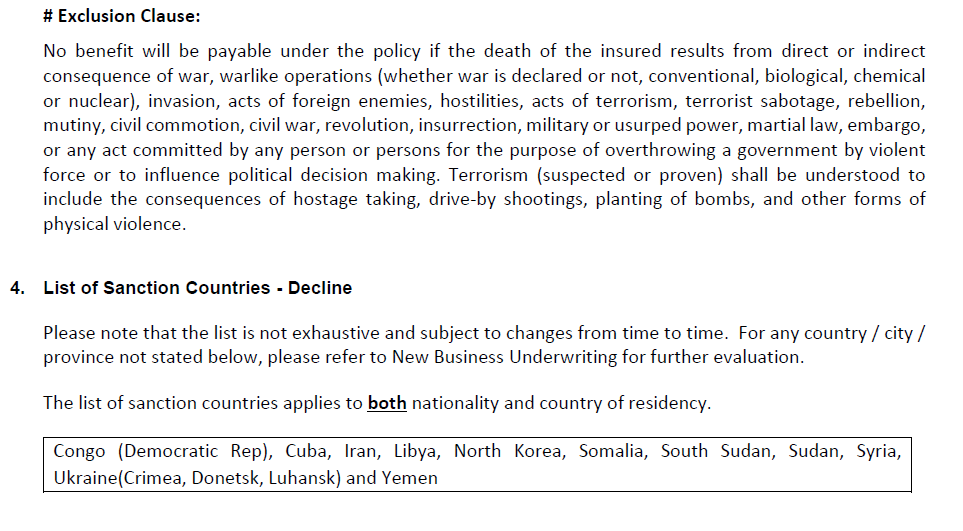 # Exclusion Clause:
No benefit will be payable under the policy if the death of the insured results from direct or indirect
consequence of war, warlike operations (whether war is declared or not, conventional, biological, chemical
or nuclear), invasion, acts of foreign enemies, hostilities, acts of terrorism, terrorist sabotage, rebellion,
mutiny, civil commotion, civil war, revolution, insurrection, military or usurped power, martial law, embargo,
or any act committed by any person or persons for the purpose of overthrowing a government by violent
force or to influence political decision making. Terrorism (suspected or proven) shall be understood to
include the consequences of hostage taking, drive-by shootings, planting of bombs, and other forms of
physical violence.
4. List of Sanction Countries - Decline
Please note that the list is not exhaustive and subject to changes from time to time. For any country / city /
province not stated below, please refer to New Business Underwriting for further evaluation.
The list of sanction countries applies to both nationality and country of residency.
Congo (Democratic Rep), Cuba, Iran, Libya, North Korea, Somalia, South Sudan, Sudan, Syria,
Ukraine(Crimea, Donetsk, Luhansk) and Yemen